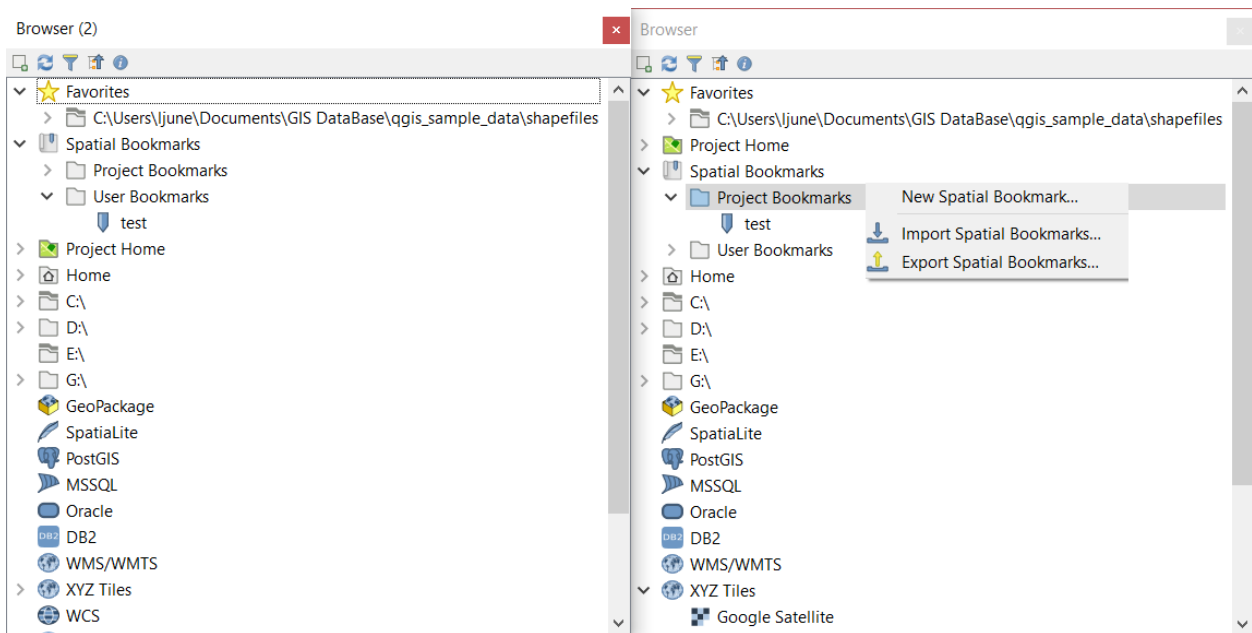 Browser (2)
Favorites
C:\Users\ljune\Documents\GIS DataBase\qgis_sample_data\shapefiles
Spatial Bookmarks
Project Bookmarks
User Bookmarks
test
Project Home
Home
C:\
D:\
E:\
G:\
GeoPackage
SpatiaLite
PostGIS
MSSQL
Oracle
DB2 DB2
WMS/WMTS
XYZ Tiles
WCS
Browser
Favorites
C:\Users\ljune\Documents\GIS DataBase\qgis_sample_data\shapefiles
Project Home
Spatial Bookmarks
Project Bookmarks
test
User Bookmarks
New Spatial Bookmark...
Import Spatial Bookmarks...
Export Spatial Bookmarks...
Home
C:\
D:\
E:\
G:\
GeoPackage
SpatiaLite
PostGIS
MSSQL
Oracle
DB2 DB2
WMS/WMTS
XYZ Tiles
Google Satellite